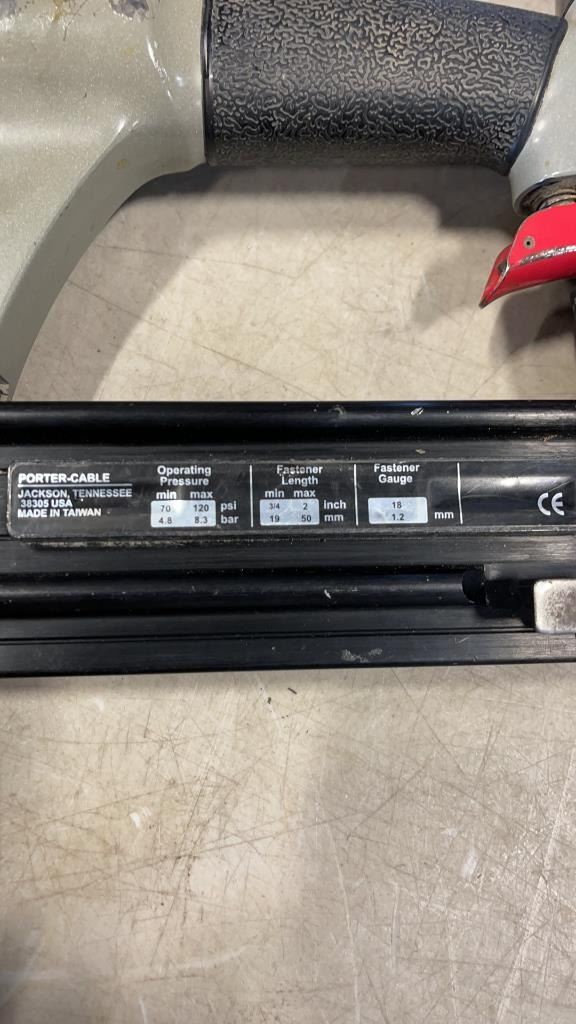 PORTER-CABLE
JACKSON, TENNESSEE
38305 USA
MADE IN TAIWAN
Operating
Pressure
min max
70 120 psi
4.8 8.3 bar
Fastener
Length
min max
3/4 2 inch
19 50 mm
Fastener
Gauge
18
1.2 mm
CE